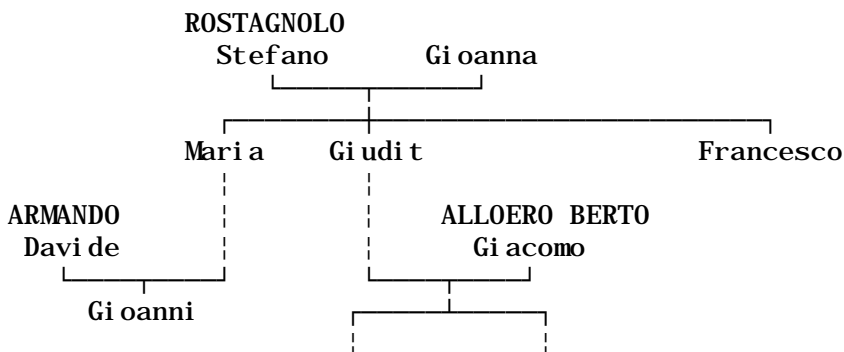 ROSTAGNOLO
Stefano Gioanna
Maria Giudit Francesco
ARMANDO ALLOERO BERTO
Davide Giacomo
Gioanni